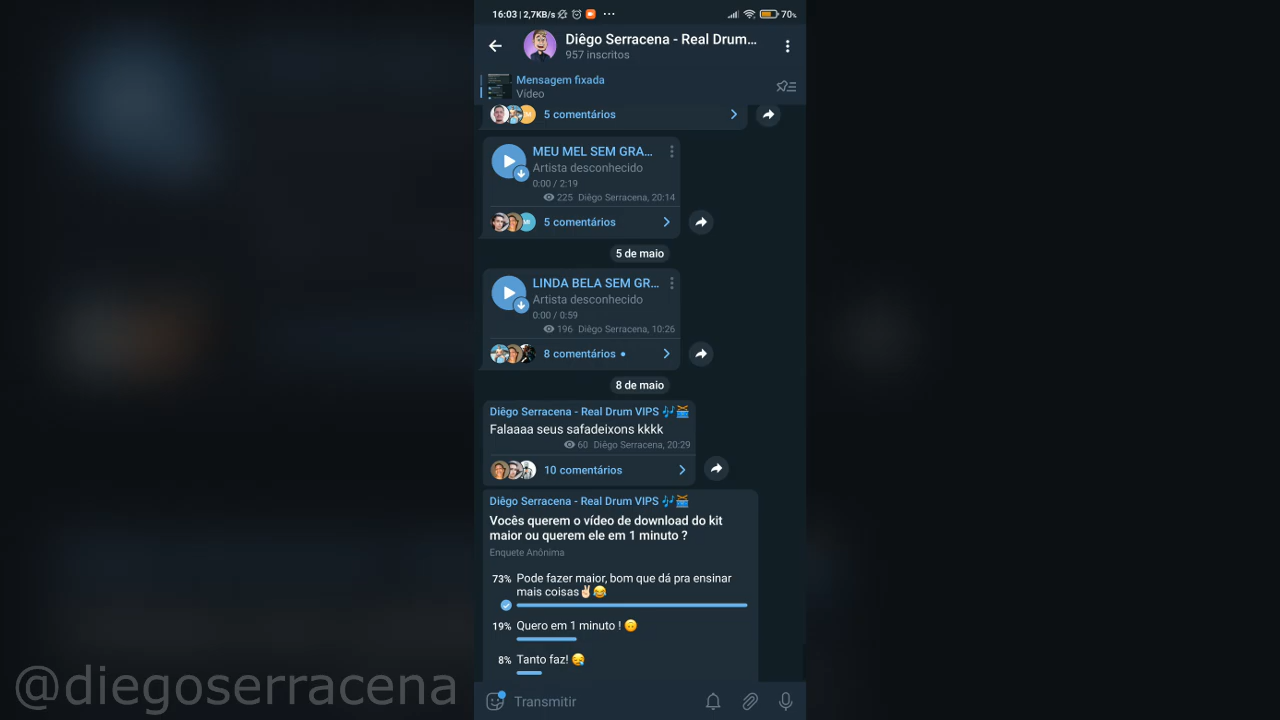 16:03 | 2,7KB/s ... 70%
Diêgo Serracena - Real Drum...
957 inscritos
Mensagem fixada
Vídeo
5 comentários
MEU MEL SEM GRA...
Artista desconhecido
0:00 / 2:19
225 Diêgo Serracena, 20:14
5 comentários
5 de maio
LINDA BELA SEM GR...
Artista desconhecido
0:00 / 0:59
196 Diêgo Serracena, 10:26
8 comentários
8 de maio
Diêgo Serracena - Real Drum VIPS 🎶🥁
Falaaaa seus safadeixons kkkk
60 Diêgo Serracena, 20:29
10 comentários
Diêgo Serracena - Real Drum VIPS 🎶🥁
Vocês querem o vídeo de download do kit
maior ou querem ele em 1 minuto ?
Enquete Anônima
73% Pode fazer maior, bom que dá pra ensinar
mais coisas✌🏻😂
19% Quero em 1 minuto ! 🙃
8% Tanto faz! 😪
Transmitir
@diegoserracena